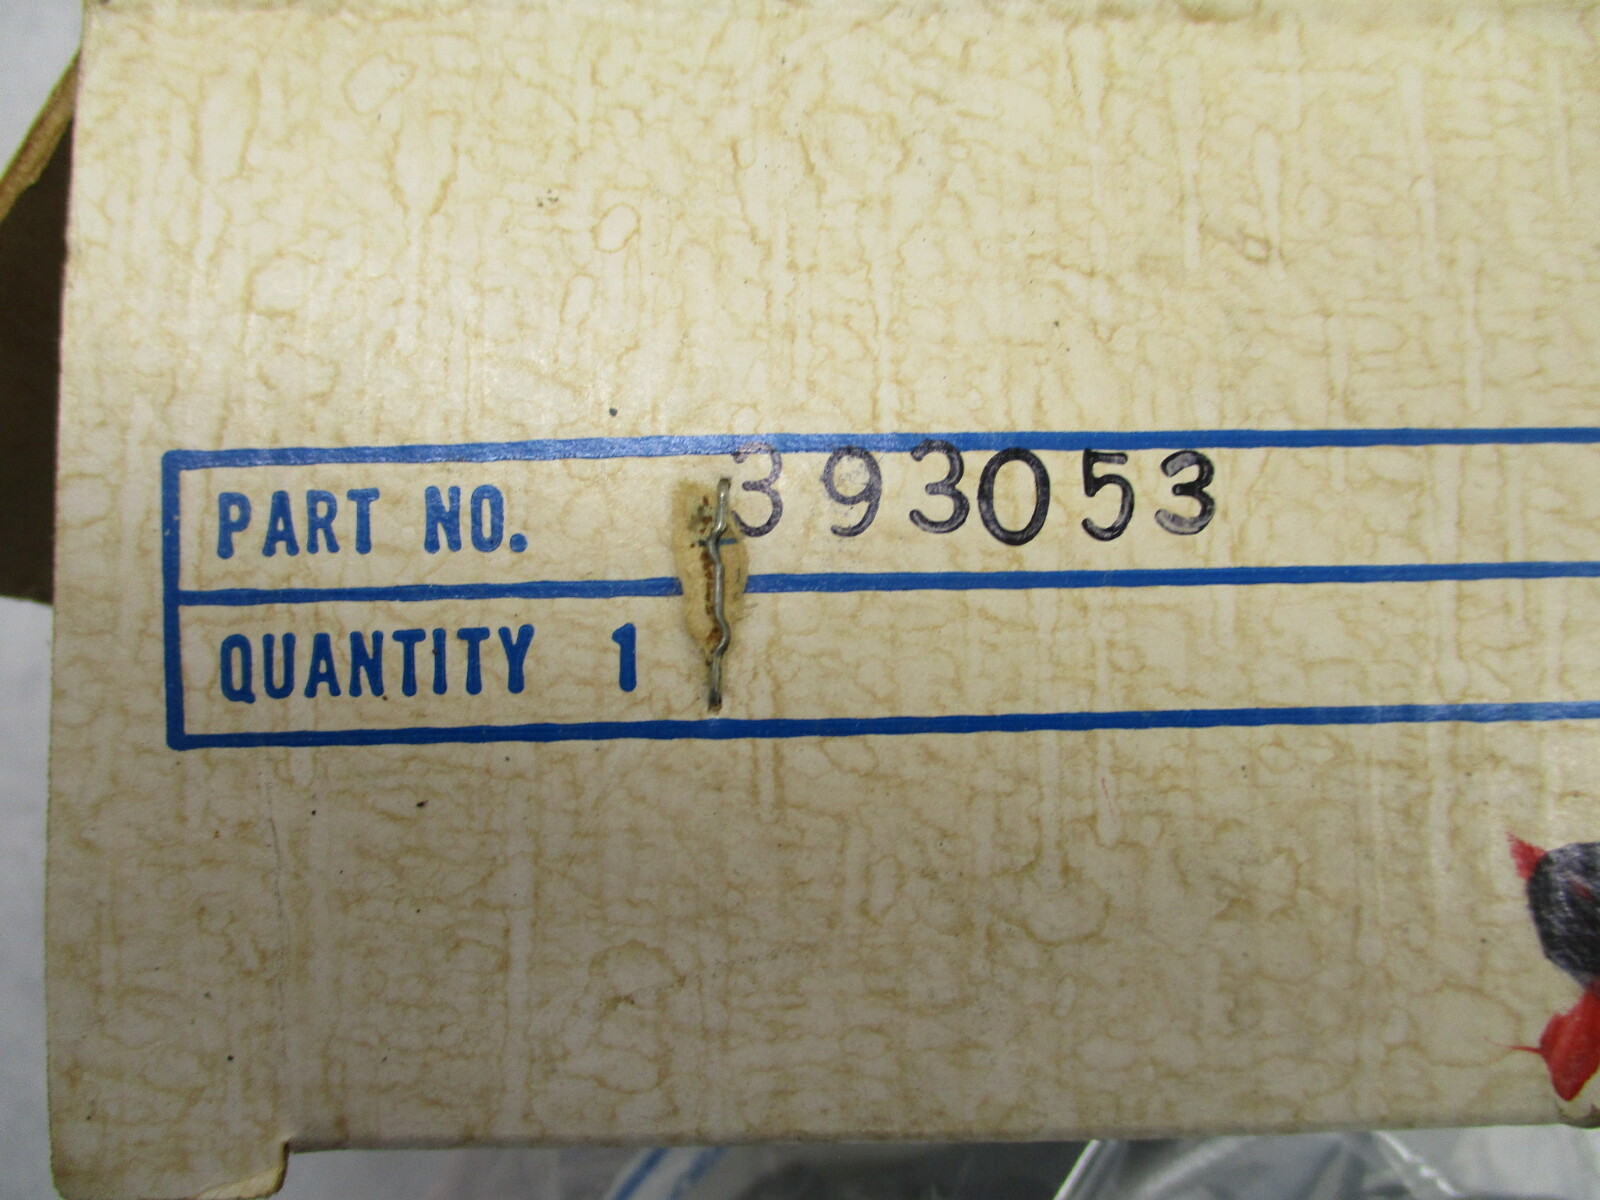 PART NO. 393053
QUANTITY 1